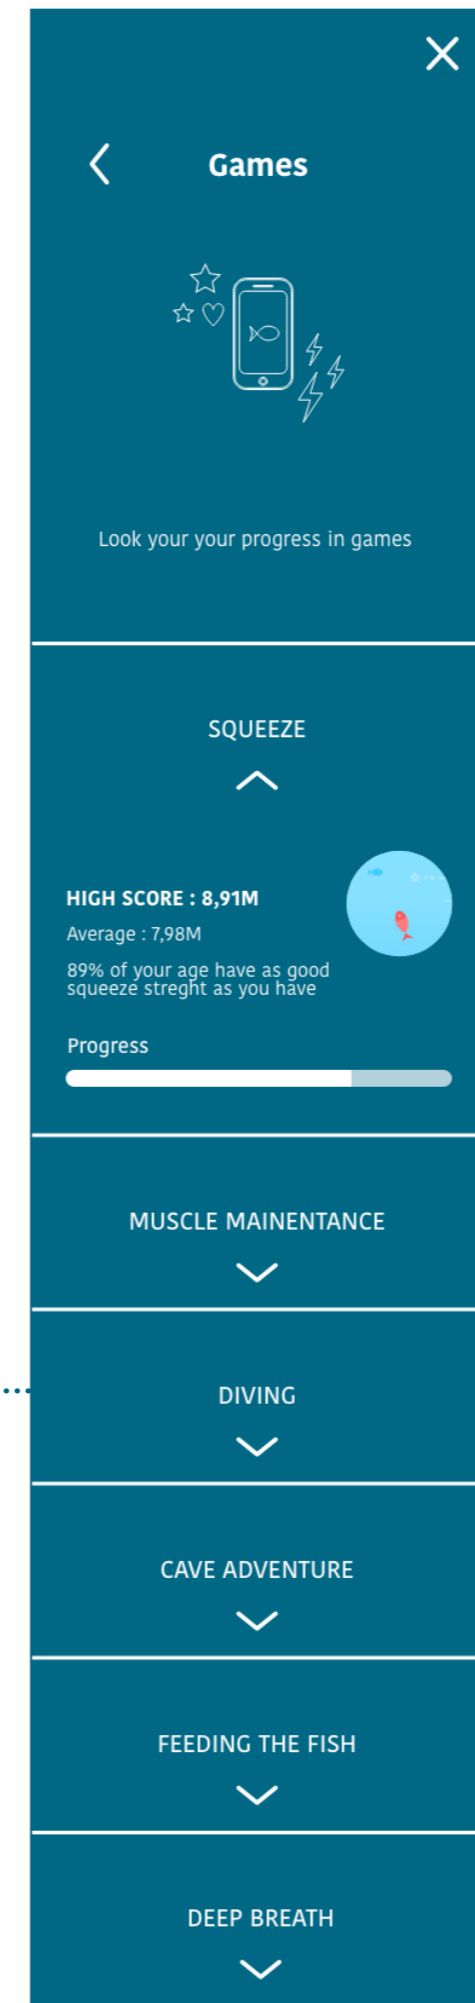 Games
Look your your progress in games
SQUEEZE
HIGH SCORE : 8,91M
Average : 7,98M
89% of your age have as good
squeeze streght as you have
Progress
MUSCLE MAINENTANCE
DIVING
CAVE ADVENTURE
FEEDING THE FISH
DEEP BREATH